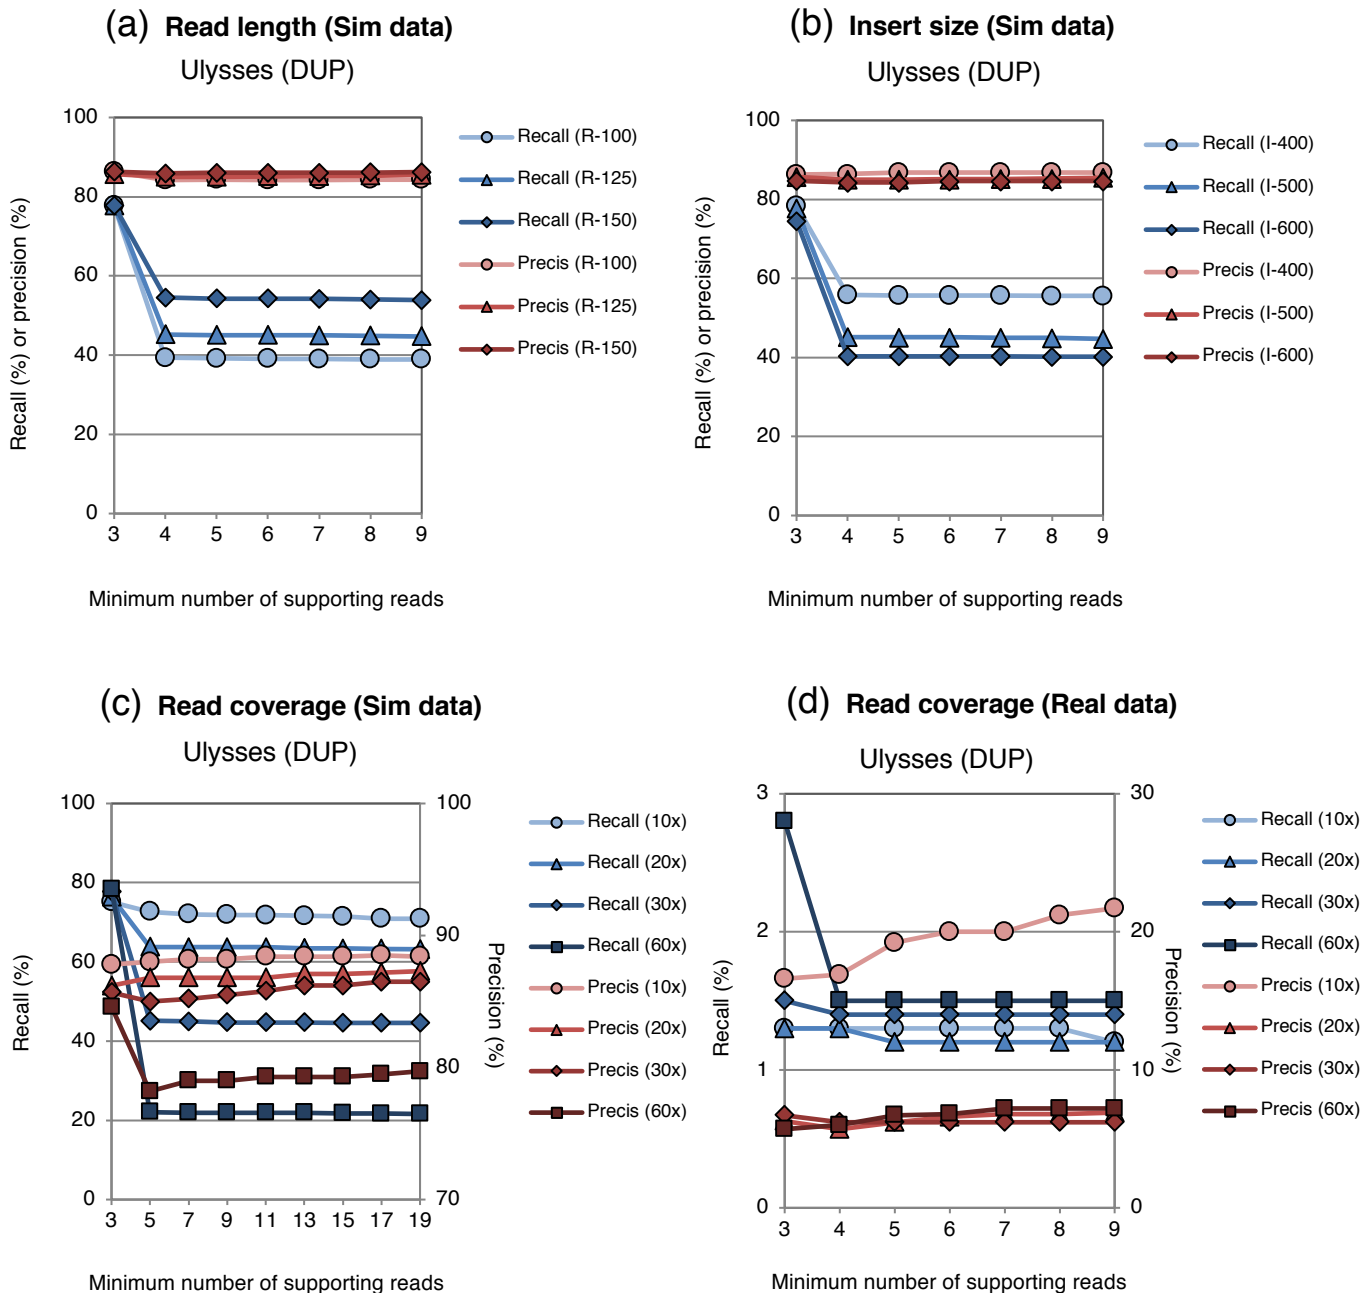 (a) Read length (Sim data)
Ulysses (DUP)
100
80
60
40
20
0
3 4 5 6 7 8 9
Recall (%) or precision (%)
Minimum number of supporting reads
Recall (R-100)
Recall (R-125)
Recall (R-150)
Precis (R-100)
Precis (R-125)
Precis (R-150)
(b) Insert size (Sim data)
Ulysses (DUP)
100
80
60
40
20
0
3 4 5 6 7 8 9
Recall (%) or precision (%)
Minimum number of supporting reads
Recall (I-400)
Recall (I-500)
Recall (I-600)
Precis (I-400)
Precis (I-500)
Precis (I-600)
(c) Read coverage (Sim data)
Ulysses (DUP)
100
80
60
40
20
0
100
90
80
70
3 5 7 9 11 13 15 17 19
Recall (%)
Precision (%)
Minimum number of supporting reads
Recall (10x)
Recall (20x)
Recall (30x)
Recall (60x)
Precis (10x)
Precis (20x)
Precis (30x)
Precis (60x)
(d) Read coverage (Real data)
Ulysses (DUP)
3
2
1
0
30
20
10
0
3 4 5 6 7 8 9
Recall (%)
Precision (%)
Minimum number of supporting reads
Recall (10x)
Recall (20x)
Recall (30x)
Recall (60x)
Precis (10x)
Precis (20x)
Precis (30x)
Precis (60x)